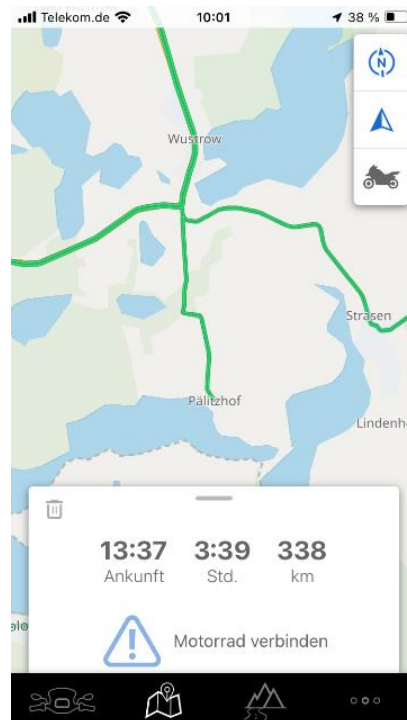 Telekom.de 10:01 38 %
N
Wustrow
Strasen
Pälitzhof
Lindenh
13:37 3:39 338
Ankunft Std. km
Motorrad verbinden